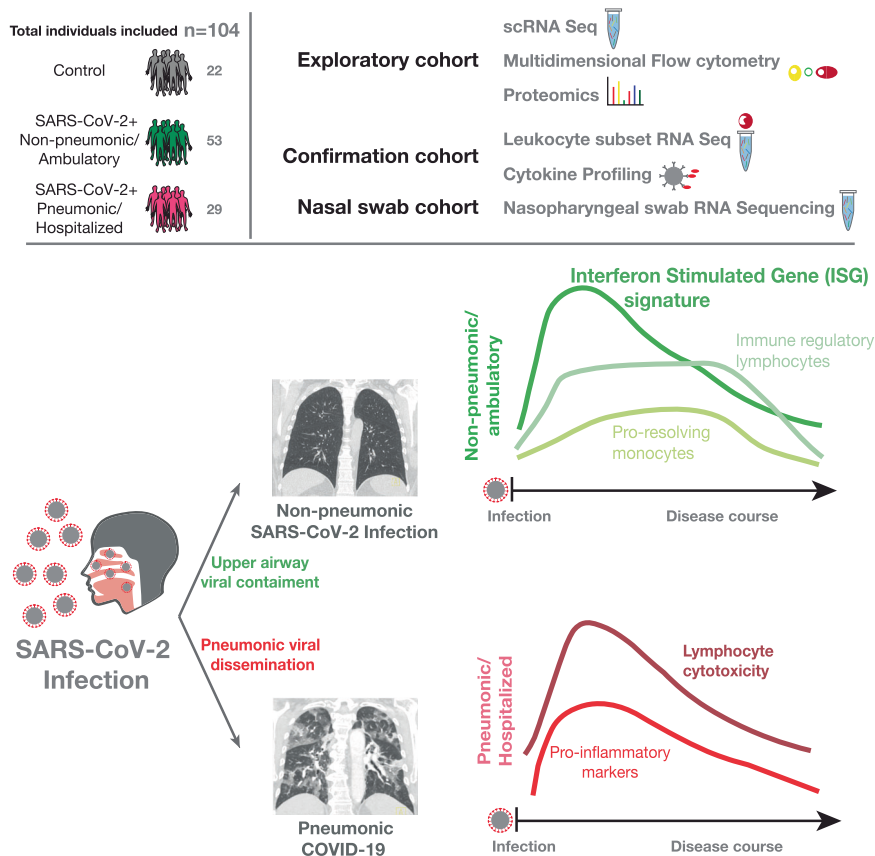 Total individuals included n=104
Control 22
SARS-CoV-2+
Non-pneumonic/
Ambulatory
53
SARS-CoV-2+
Pneumonic/
Hospitalized
29
Exploratory cohort
scRNA Seq
Multidimensional Flow cytometry
Proteomics
Confirmation cohort
Leukocyte subset RNA Seq
Cytokine Profiling
Nasal swab cohort
Nasopharyngeal swab RNA Sequencing
SARS-CoV-2
Infection
Upper airway
viral contaiment
Pneumonic viral
dissemination
Non-pneumonic
SARS-CoV-2 Infection
Pneumonic
COVID-19
Interferon Stimulated Gene (ISG)
signature
Non-pneumonic/
ambulatory
Immune regulatory
lymphocytes
Pro-resolving
monocytes
Infection
Disease course
Pneumonic/
Hospitalized
Lymphocyte
cytotoxicity
Pro-inflammatory
markers
Infection
Disease course